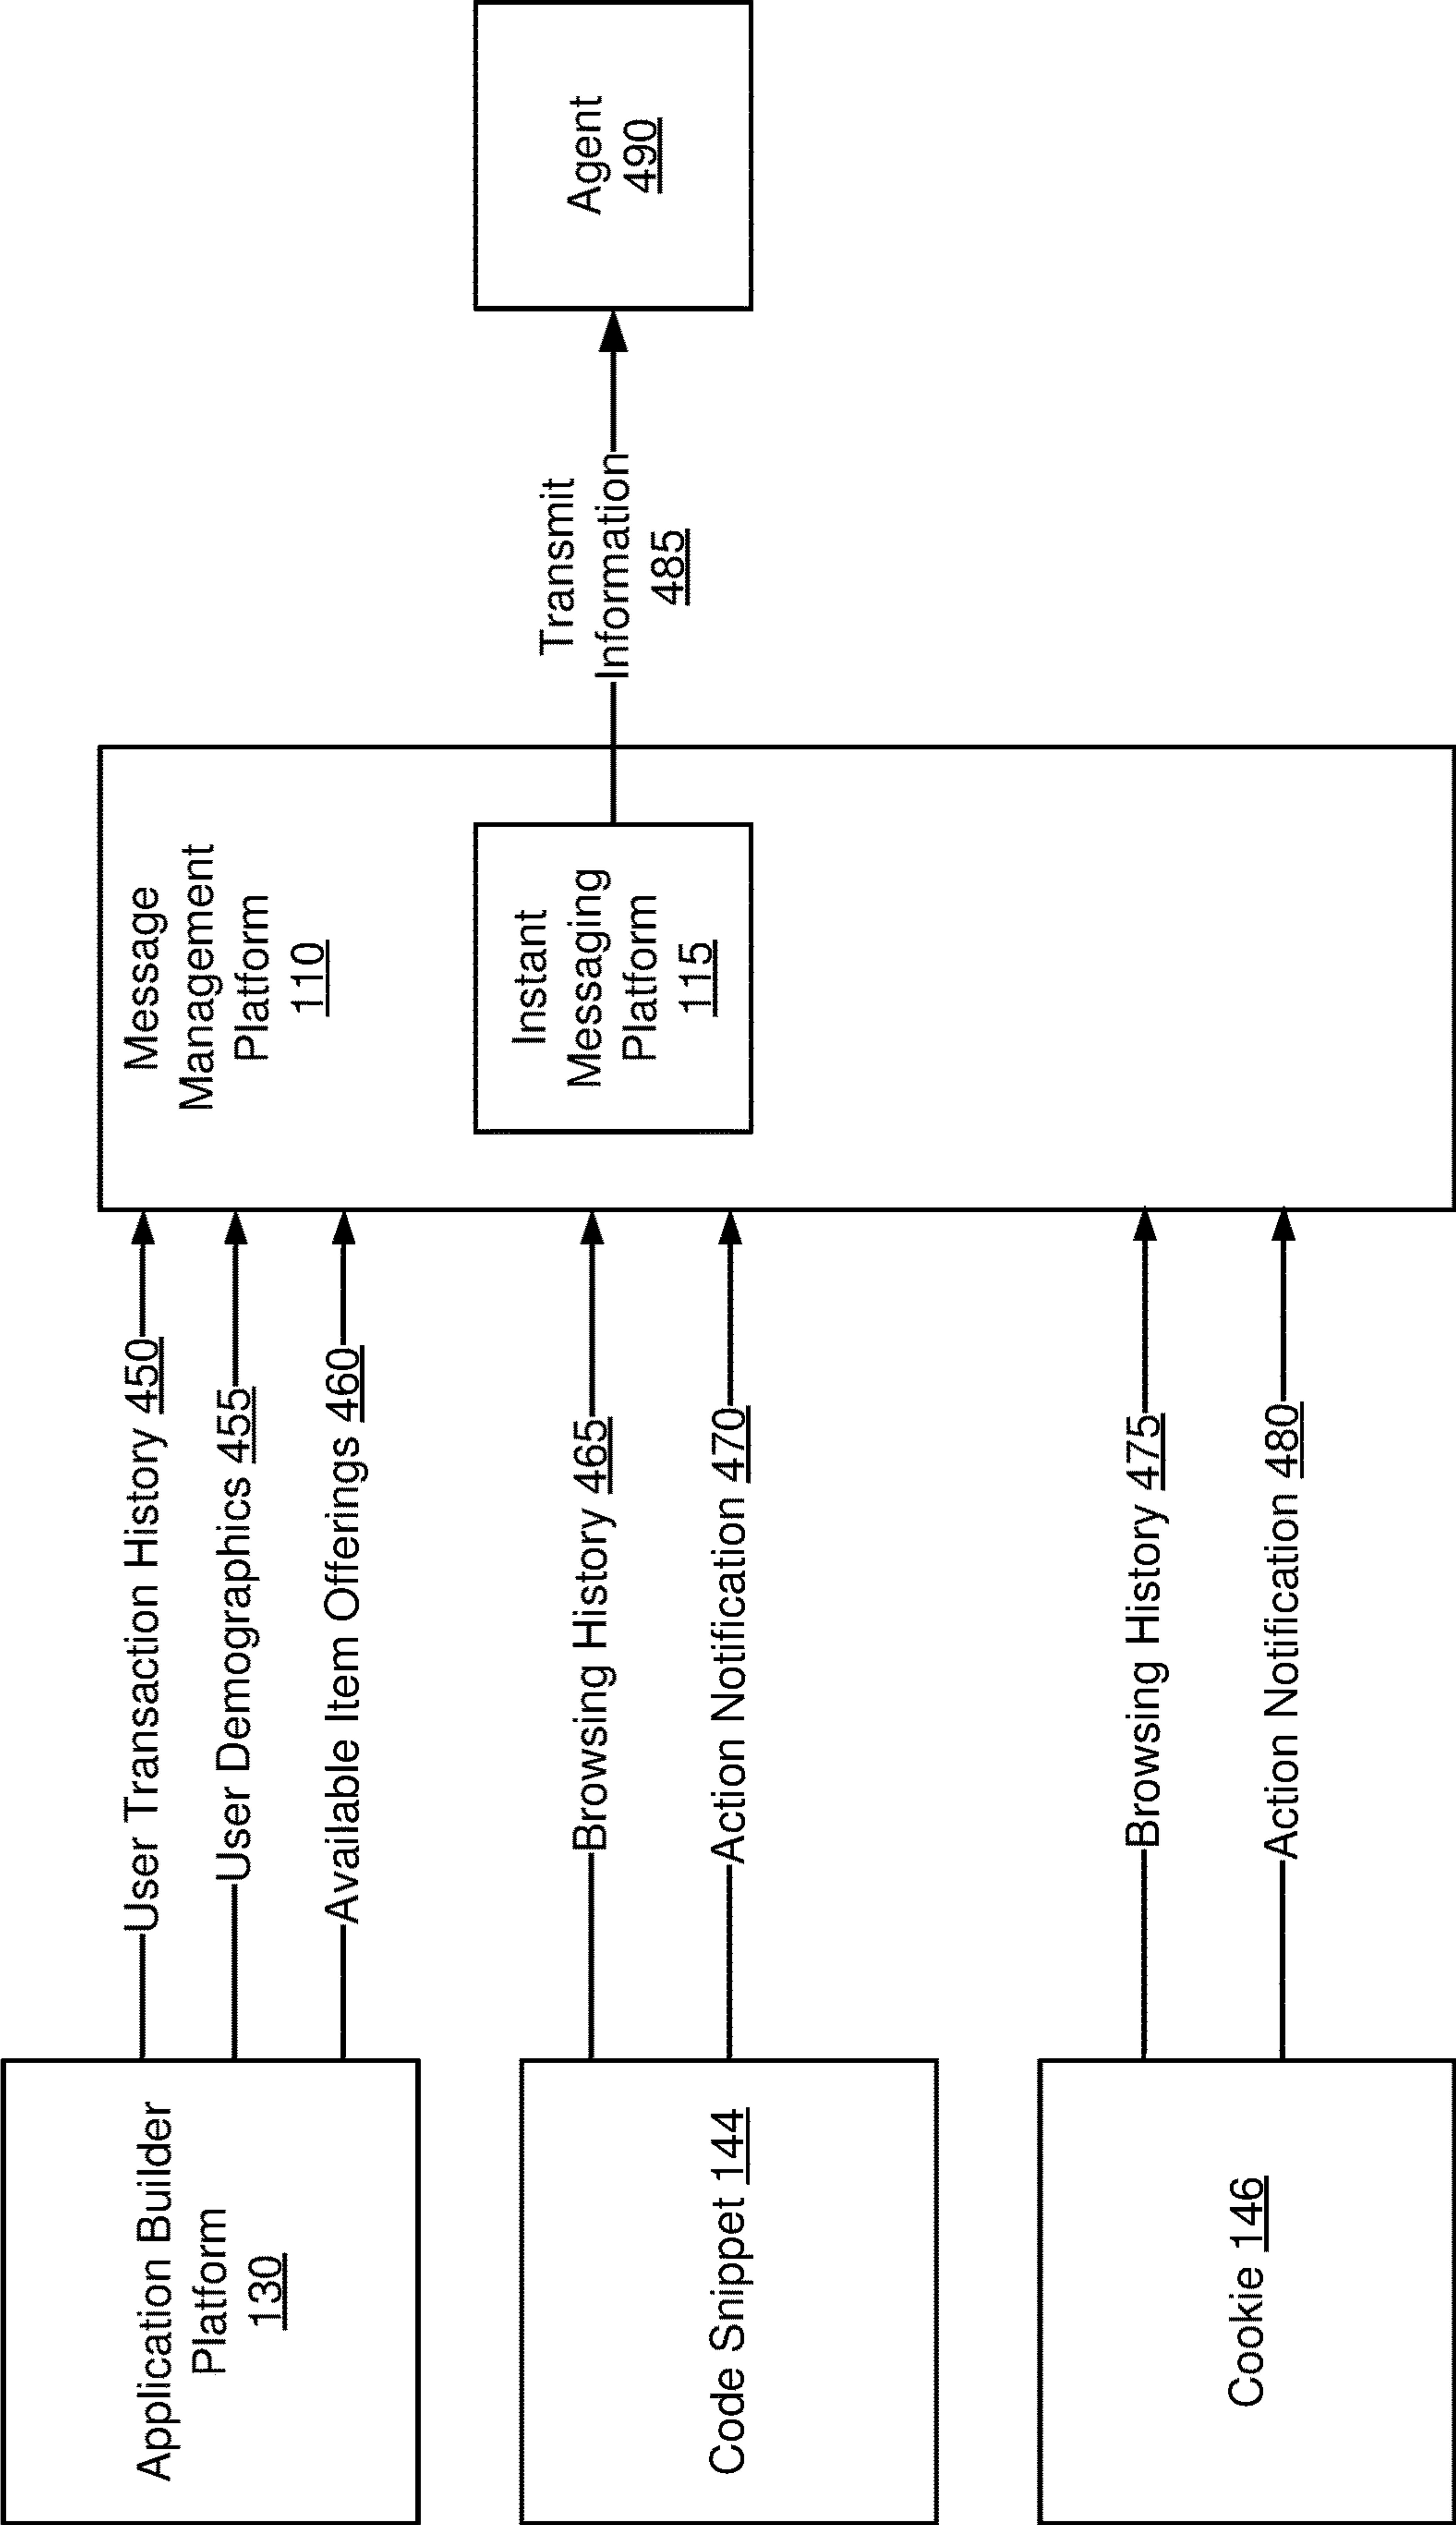 Application Builder
Platform
130
User Transaction History 450
User Demographics 455
Available Item Offerings 460
Code Snippet 144
Browsing History 465
Action Notification 470
Cookie 146
Browsing History 475
Action Notification 480
Message
Management
Platform
110
Instant
Messaging
Platform
115
Transmit
Information
485
Agent
490